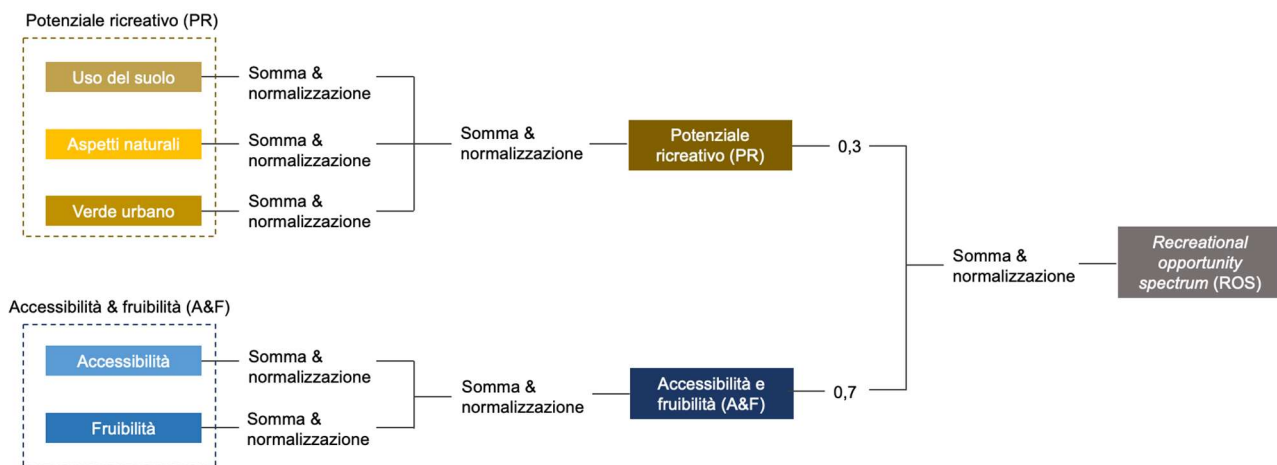 Potenziale ricreativo (PR)
Uso del suolo
Somma &
normalizzazione
Aspetti naturali
Somma &
normalizzazione
Verde urbano
Somma &
normalizzazione
Somma &
normalizzazione
Potenziale
ricreativo (PR)
0,3
Accessibilità & fruibilità (A&F)
Accessibilità
Somma &
normalizzazione
Fruibilità
Somma &
normalizzazione
Somma &
normalizzazione
Accessibilità e
fruibilità (A&F)
0,7
Somma &
normalizzazione
Recreational
opportunity
spectrum (ROS)